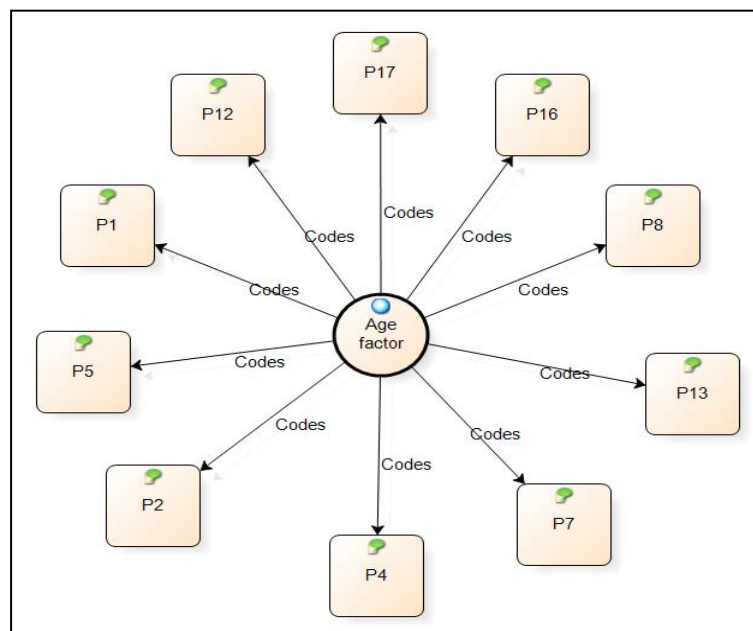 P17
P12
P16
P1
P8
Codes
Codes
Codes
Codes
Codes
Age
factor
P5
Codes
Codes
P13
Codes
P2
Codes
Codes
P7
P4